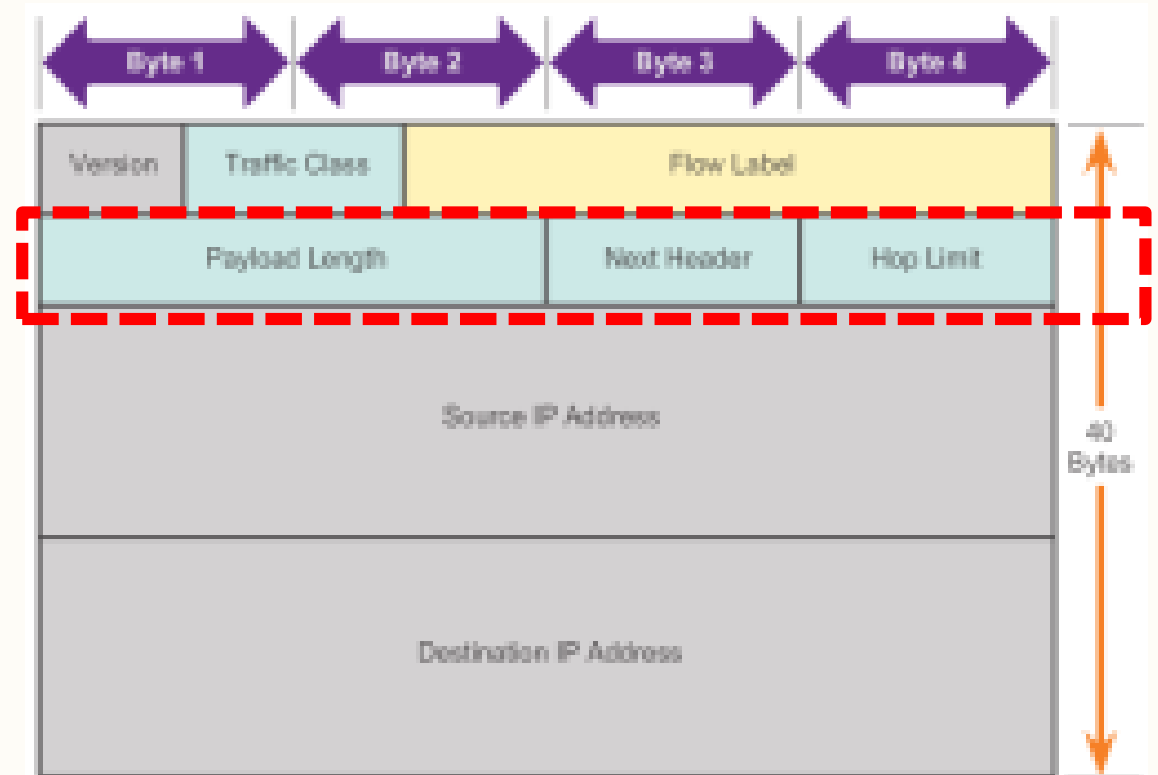 Byte 1 Byte 2 Byte 3 Byte 4
Version Traffic Class Flow Label
Payload Length Next Header Hop Limit
Source IP Address
40
Bytes
Destination IP Address